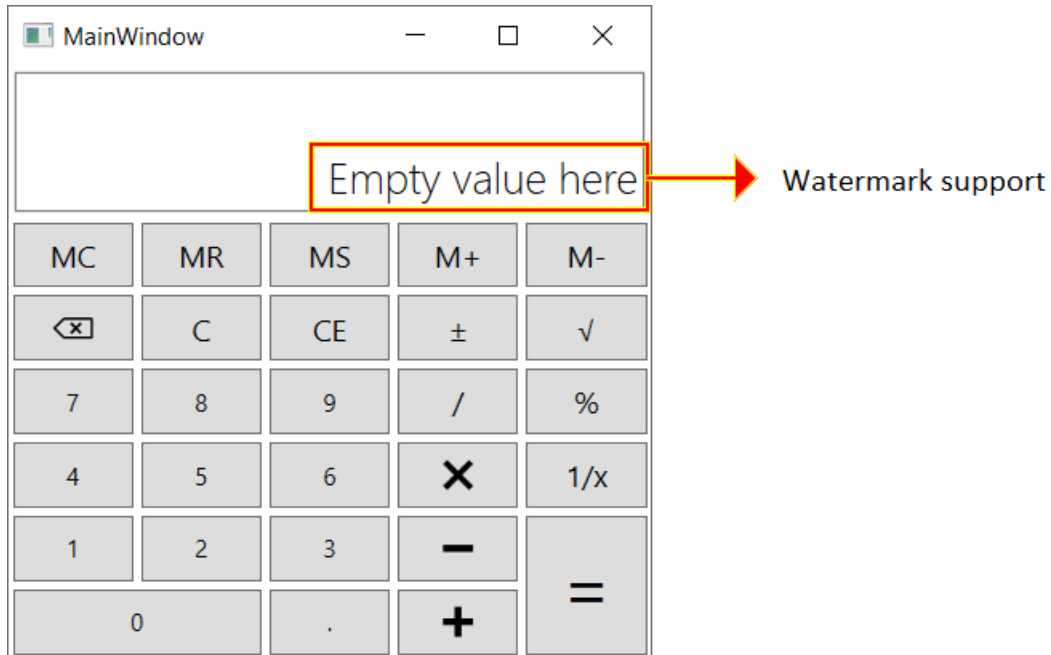 MainWindow
Empty value here
Watermark support
MC MR MS M+ M-
C CE ± √
7 8 9 / %
4 5 6 × 1/x
1 2 3 − =
0 . +